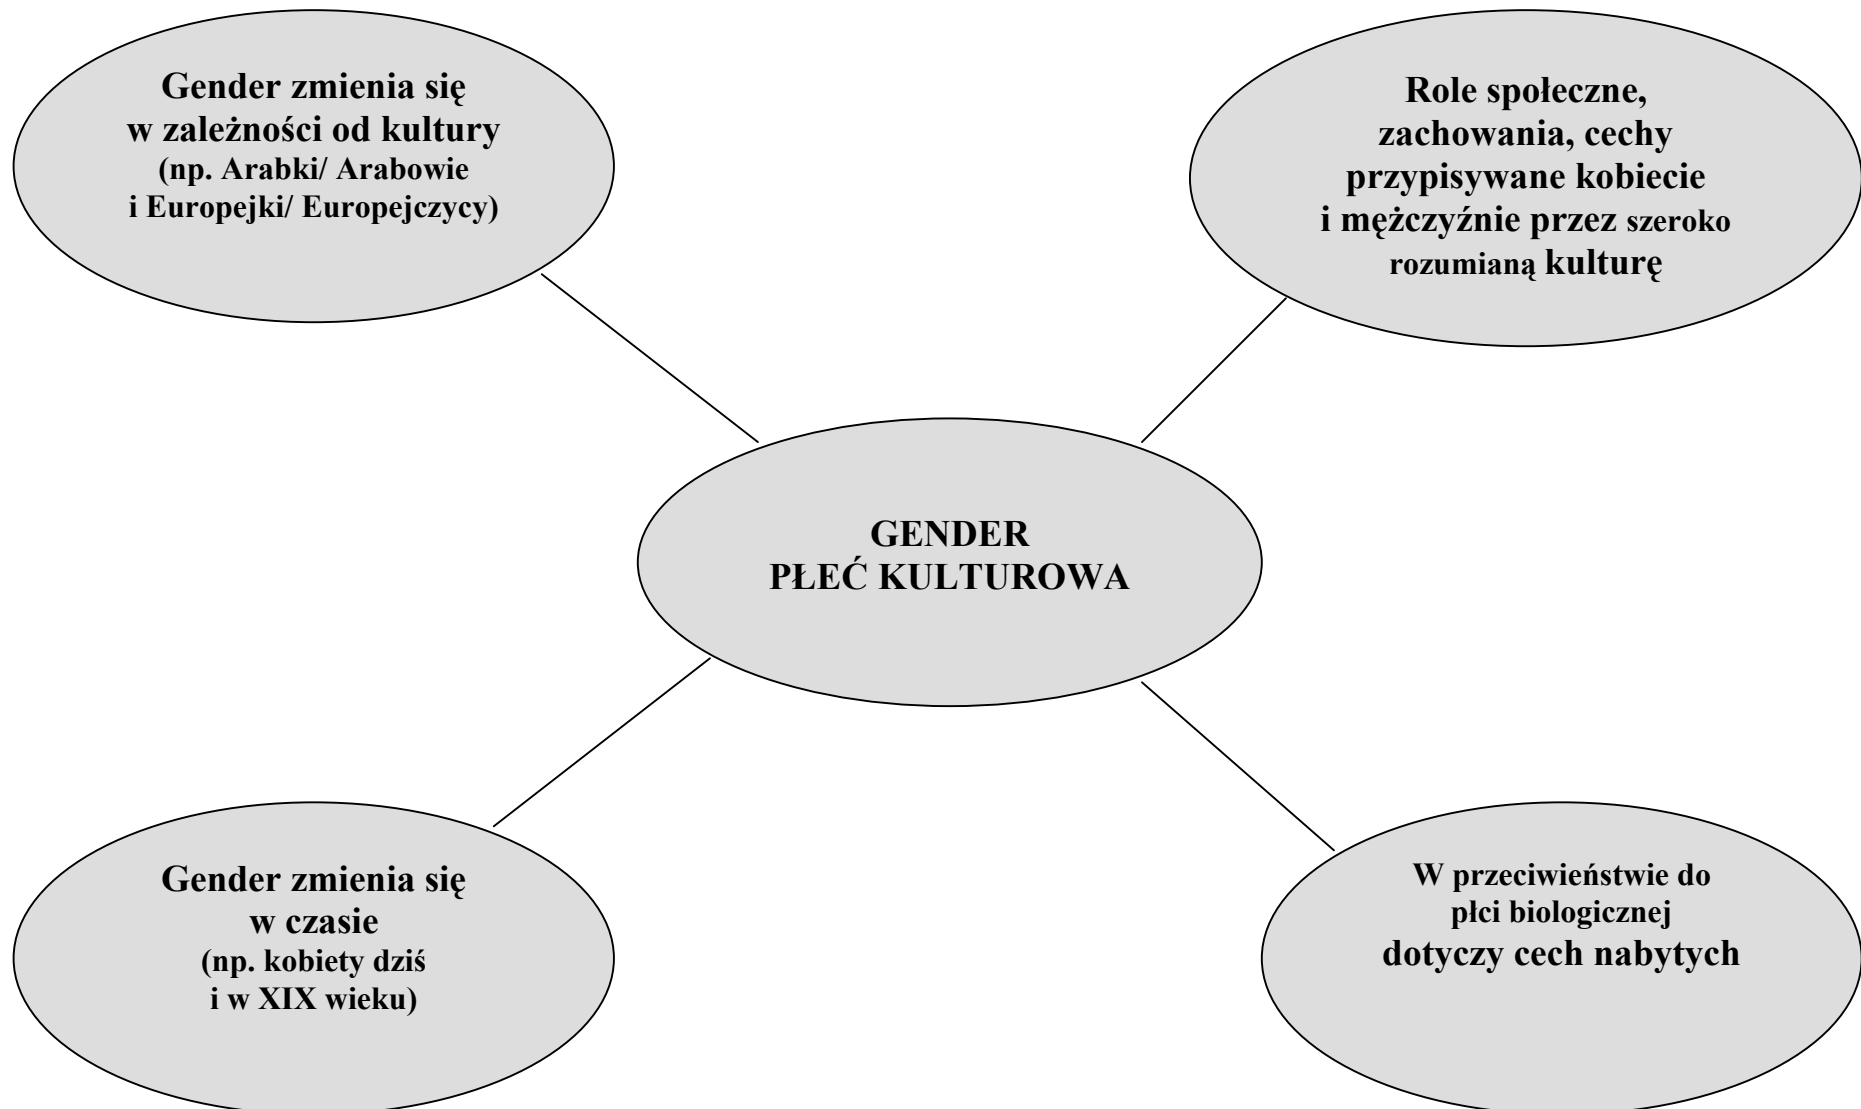 Gender zmienia się
w zależności od kultury
(np. Arabki/ Arabowie
i Europejki/ Europejczycy)
Role społeczne,
zachowania, cechy
przypisywane kobiecie
i mężczyźnie przez szeroko
rozumianą kulturę
GENDER
PŁEĆ KULTUROWA
Gender zmienia się
w czasie
(np. kobiety dziś
i w XIX wieku)
W przeciwieństwie do
płci biologicznej
dotyczy cech nabytych